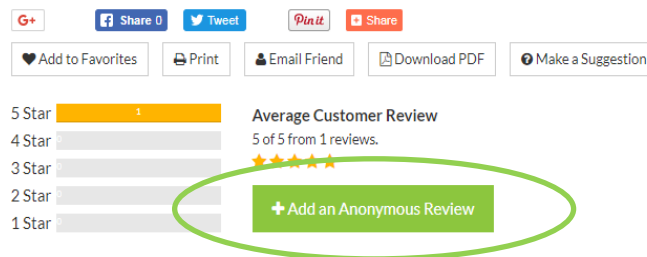 G+ Share 0 Tweet Pin it Share
Add to Favorites Print Email Friend Download PDF Make a Suggestion
5 Star 1
4 Star 0
3 Star 0
2 Star 0
1 Star 0
Average Customer Review
5 of 5 from 1 reviews.
+ Add an Anonymous Review